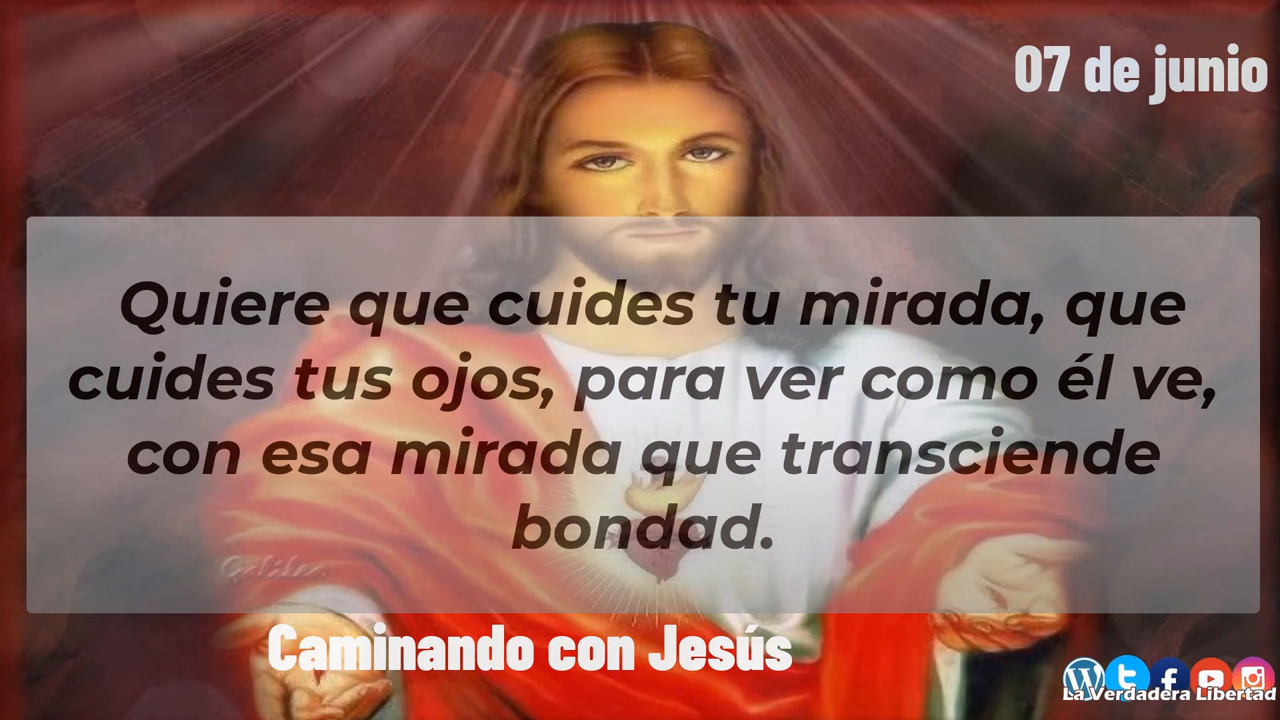 07 de junio
Quiere que cuides tu mirada, que
cuides tus ojos, para ver como él ve,
con esa mirada que transciende
bondad.
Galilea
Caminando con Jesús
La Verdadera Libertad